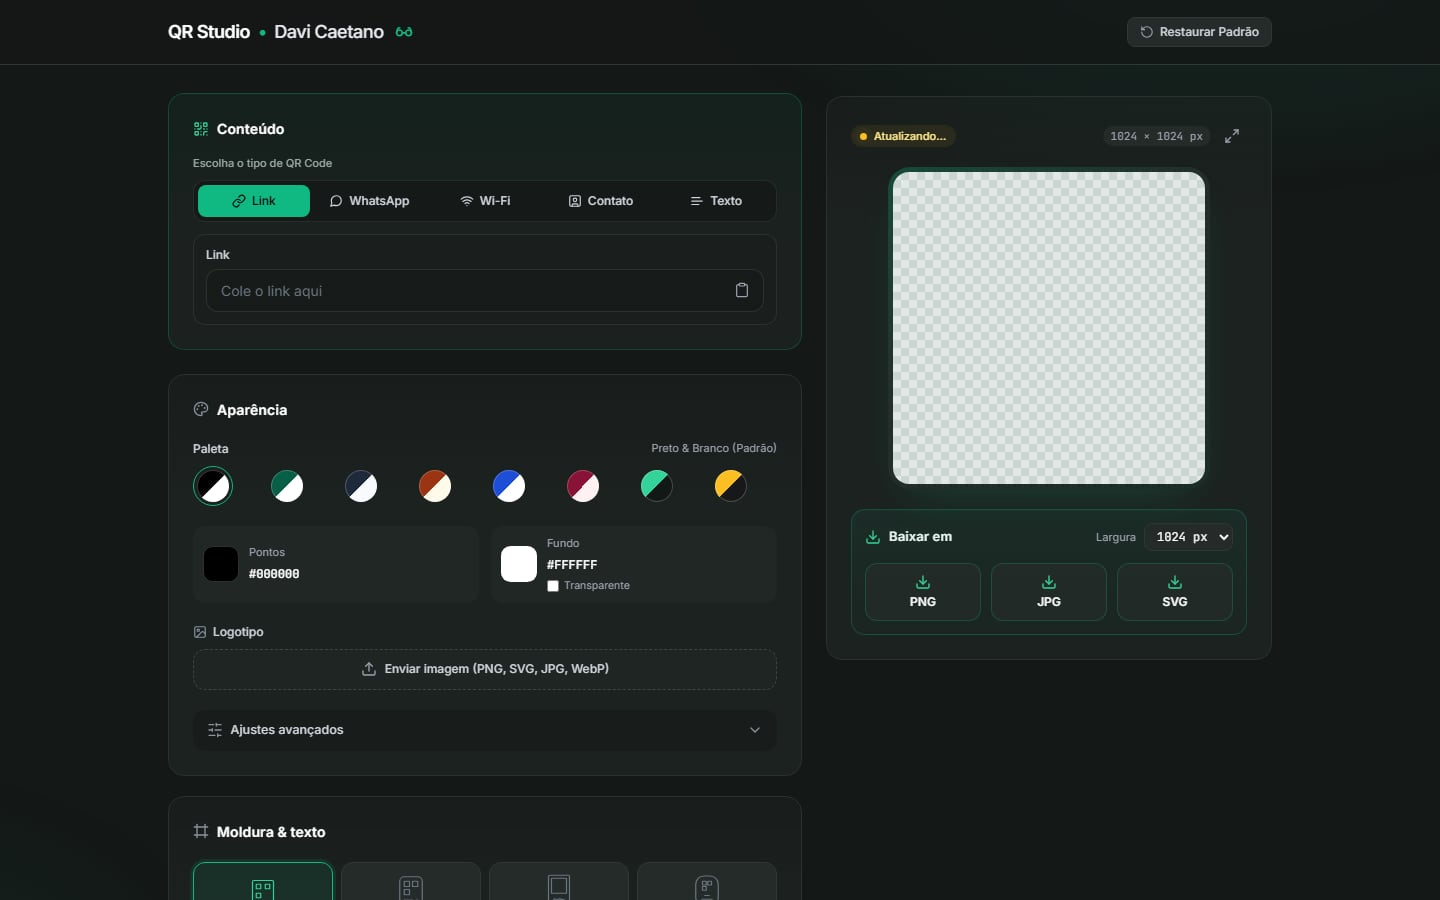 QR Studio • Davi Caetano
Restaurar Padrão
Conteúdo
Escolha o tipo de QR Code
Link
WhatsApp
Wi-Fi
Contato
Texto
Link
Cole o link aqui
Aparência
Paleta
Preto & Branco (Padrão)
Pontos
#000000
Fundo
#FFFFFF
Transparente
Logotipo
Enviar imagem (PNG, SVG, JPG, WebP)
Ajustes avançados
Moldura & texto
Atualizando...
1024 × 1024 px
Baixar em
Largura
1024 px
PNG
JPG
SVG